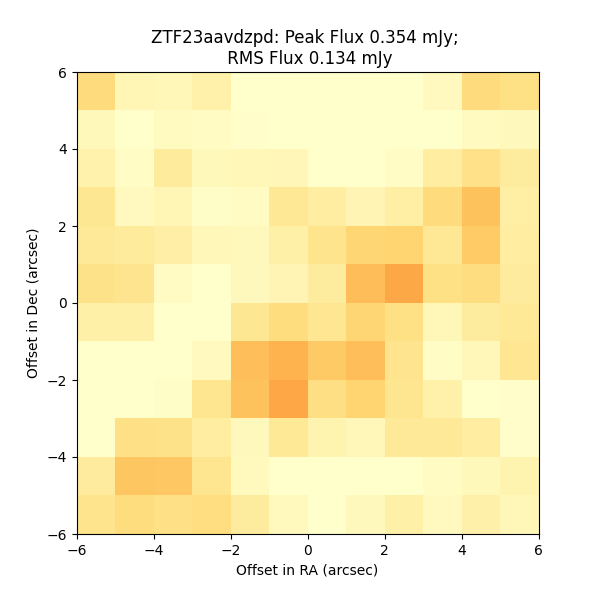 ZTF23aavdzpd: Peak Flux 0.354 mJy;
RMS Flux 0.134 mJy
6
4
2
0
−2
−4
−6
Offset in Dec (arcsec)
−6 −4 −2 0 2 4 6
Offset in RA (arcsec)